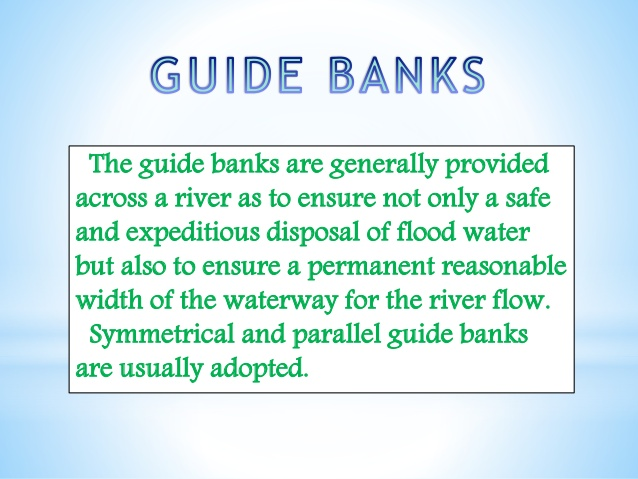 GUIDE BANKS
The guide banks are generally provided
across a river as to ensure not only a safe
and expeditious disposal of flood water
but also to ensure a permanent reasonable
width of the waterway for the river flow.
Symmetrical and parallel guide banks
are usually adopted.